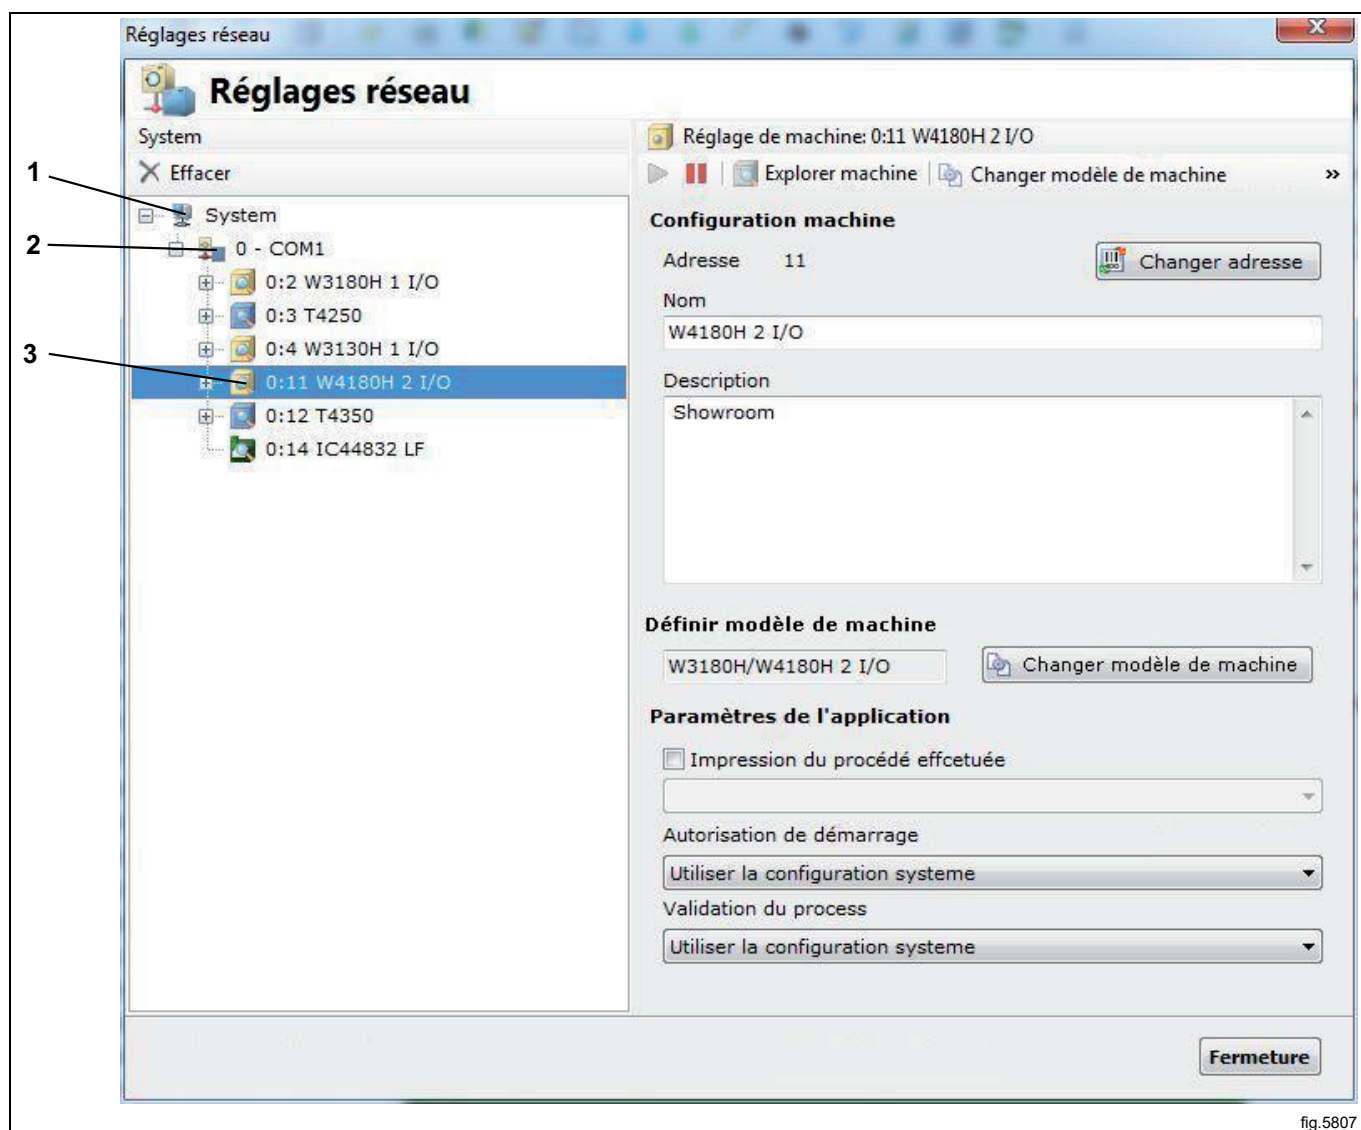 Réglages réseau
Réglages réseau
System
Effacer
1
System
2
0 - COM1
0:2 W3180H 1 I/O
0:3 T4250
0:4 W3130H 1 I/O
3
0:11 W4180H 2 I/O
0:12 T4350
0:14 IC44832 LF
Réglage de machine: 0:11 W4180H 2 I/O
Explorer machine
Changer modèle de machine
»
Configuration machine
Adresse 11
Changer adresse
Nom
W4180H 2 I/O
Description
Showroom
Définir modèle de machine
W3180H/W4180H 2 I/O
Changer modèle de machine
Paramètres de l'application
Impression du procédé effcetuée
Autorisation de démarrage
Utiliser la configuration systeme
Validation du process
Utiliser la configuration systeme
Fermeture
fig.5807